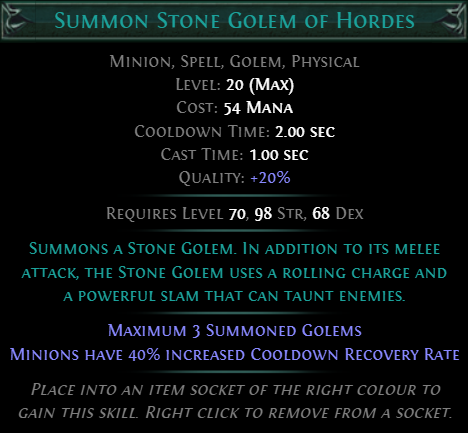 Summon Stone Golem of Hordes
Minion, Spell, Golem, Physical
Level: 20 (Max)
Cost: 54 Mana
Cooldown Time: 2.00 sec
Cast Time: 1.00 sec
Quality: +20%
Requires Level 70, 98 Str, 68 Dex
Summons a Stone Golem. In addition to its melee
attack, the Stone Golem uses a rolling charge and
a powerful slam that can taunt enemies.
Maximum 3 Summoned Golems
Minions have 40% increased Cooldown Recovery Rate
Place into an item socket of the right colour to
gain this skill. Right click to remove from a socket.